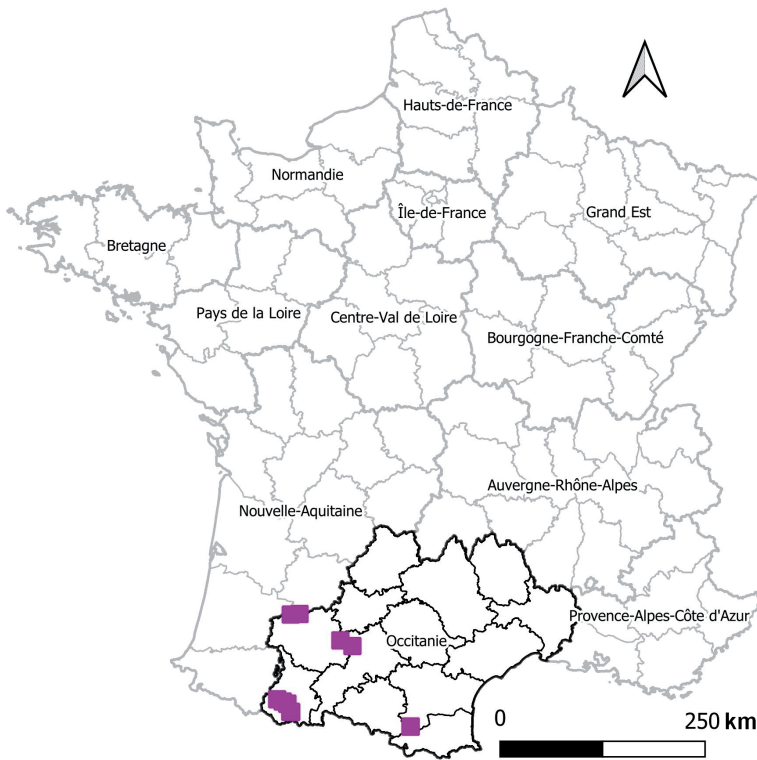 Hauts-de-France
Normandie
Île-de-France
Grand Est
Bretagne
Pays de la Loire
Centre-Val de Loire
Bourgogne-Franche-Comté
Auvergne-Rhône-Alpes
Nouvelle-Aquitaine
Provence-Alpes-Côte d'Azur
Occitanie
0 250 km